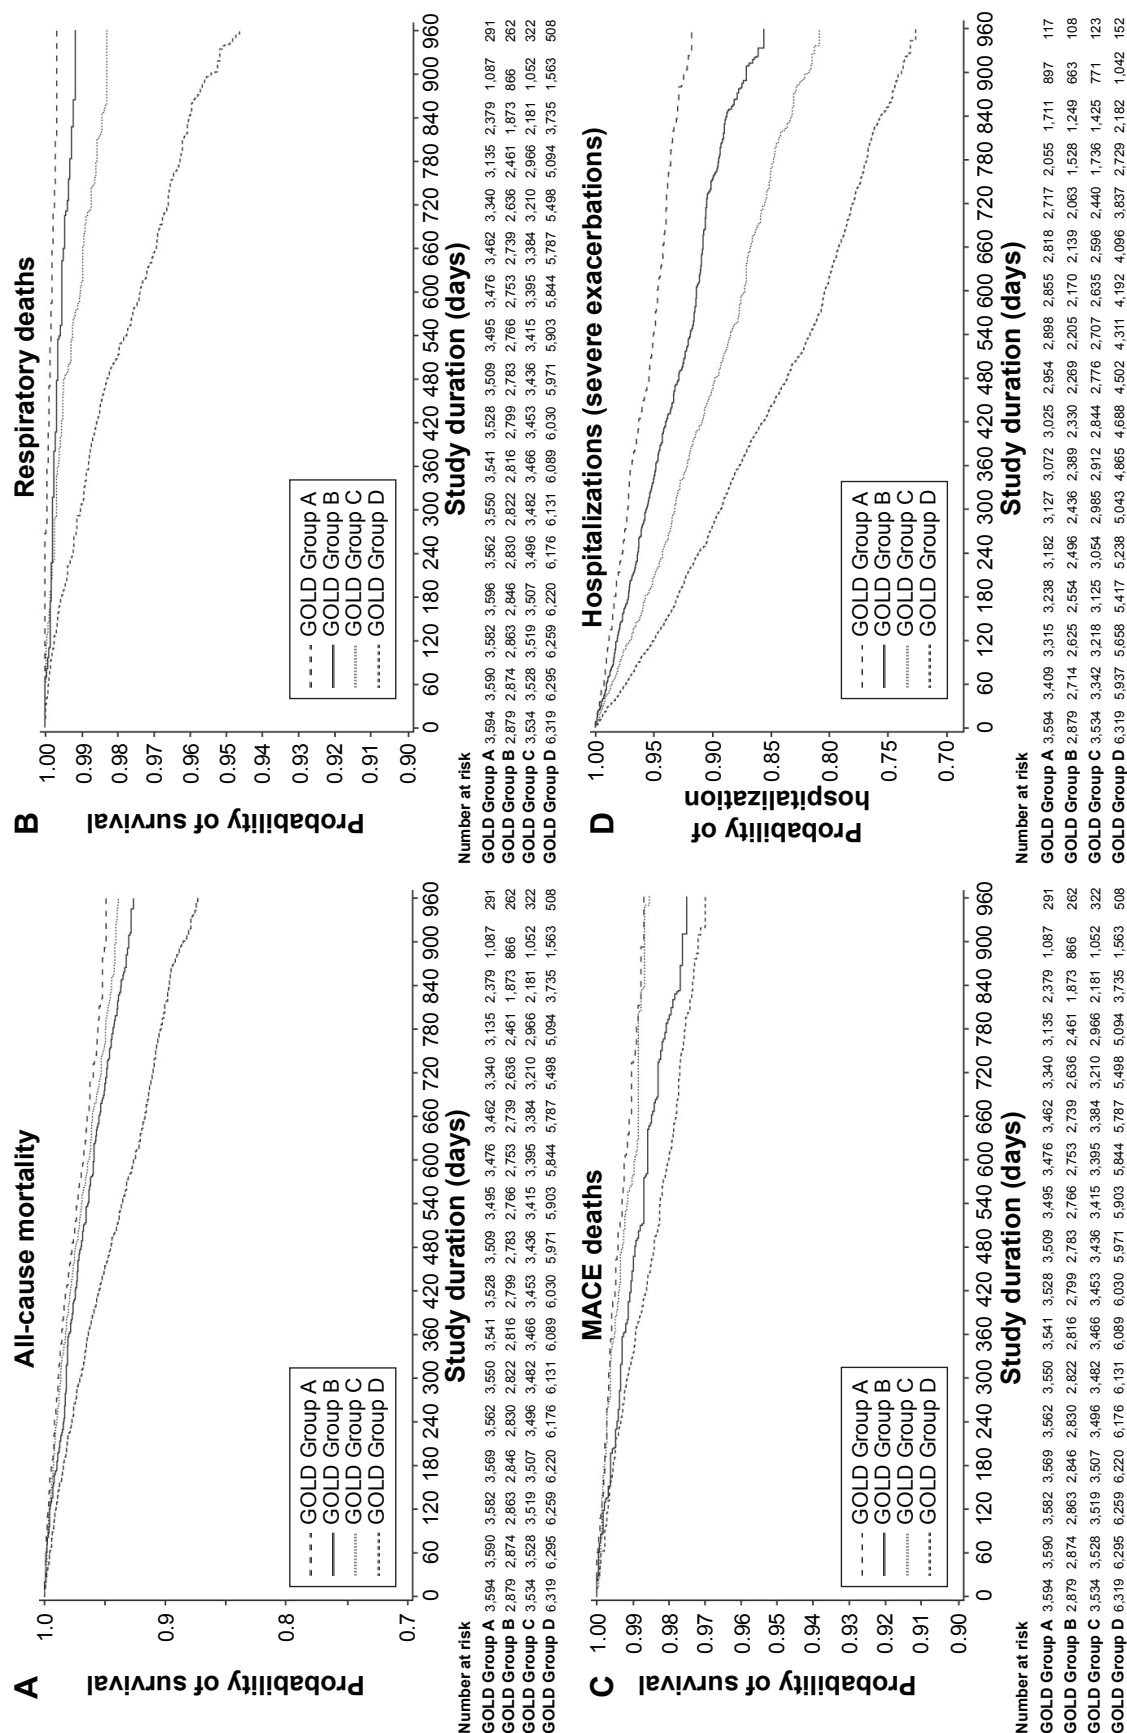 A
All-cause mortality
Probability of survival
1.0
0.9
0.8
0.7
GOLD Group A
GOLD Group B
GOLD Group C
GOLD Group D
0 60 120 180 240 300 360 420 480 540 600 660 720 780 840 900 960
Study duration (days)
Number at risk
GOLD Group A 3,594 3,590 3,582 3,569 3,562 3,550 3,541 3,528 3,509 3,495 3,476 3,462 3,340 3,135 2,379 1,087 291
GOLD Group B 2,879 2,874 2,863 2,846 2,830 2,822 2,816 2,799 2,783 2,766 2,753 2,739 2,636 2,461 1,873 866 262
GOLD Group C 3,534 3,528 3,519 3,507 3,496 3,482 3,466 3,453 3,436 3,415 3,395 3,384 3,210 2,966 2,181 1,052 322
GOLD Group D 6,319 6,295 6,259 6,220 6,176 6,131 6,089 6,030 5,971 5,903 5,844 5,787 5,498 5,094 3,735 1,563 508
B
Respiratory deaths
Probability of survival
1.00
0.99
0.98
0.97
0.96
0.95
0.94
0.93
0.92
0.91
0.90
GOLD Group A
GOLD Group B
GOLD Group C
GOLD Group D
0 60 120 180 240 300 360 420 480 540 600 660 720 780 840 900 960
Study duration (days)
Number at risk
GOLD Group A 3,594 3,590 3,582 3,596 3,562 3,550 3,541 3,528 3,509 3,495 3,476 3,462 3,340 3,135 2,379 1,087 291
GOLD Group B 2,879 2,874 2,863 2,846 2,830 2,822 2,816 2,799 2,783 2,766 2,753 2,739 2,636 2,461 1,873 866 262
GOLD Group C 3,534 3,528 3,519 3,507 3,496 3,482 3,466 3,453 3,436 3,415 3,395 3,384 3,210 2,966 2,181 1,052 322
GOLD Group D 6,319 6,295 6,259 6,220 6,176 6,131 6,089 6,030 5,971 5,903 5,844 5,787 5,498 5,094 3,735 1,563 508
C
MACE deaths
Probability of survival
1.00
0.99
0.98
0.97
0.96
0.95
0.94
0.93
0.92
0.91
0.90
GOLD Group A
GOLD Group B
GOLD Group C
GOLD Group D
0 60 120 180 240 300 360 420 480 540 600 660 720 780 840 900 960
Study duration (days)
Number at risk
GOLD Group A 3,594 3,590 3,582 3,569 3,562 3,550 3,541 3,528 3,509 3,495 3,476 3,462 3,340 3,135 2,379 1,087 291
GOLD Group B 2,879 2,874 2,863 2,846 2,830 2,822 2,816 2,799 2,783 2,766 2,753 2,739 2,636 2,461 1,873 866 262
GOLD Group C 3,534 3,528 3,519 3,507 3,496 3,482 3,466 3,453 3,436 3,415 3,395 3,384 3,210 2,966 2,181 1,052 322
GOLD Group D 6,319 6,295 6,259 6,220 6,176 6,131 6,089 6,030 5,971 5,903 5,844 5,787 5,498 5,094 3,735 1,563 508
D
Hospitalizations (severe exacerbations)
Probability of
hospitalization
1.00
0.95
0.90
0.85
0.80
0.75
0.70
GOLD Group A
GOLD Group B
GOLD Group C
GOLD Group D
0 60 120 180 240 300 360 420 480 540 600 660 720 780 840 900 960
Study duration (days)
Number at risk
GOLD Group A 3,594 3,409 3,315 3,238 3,182 3,127 3,072 3,025 2,954 2,898 2,855 2,818 2,717 2,055 1,711 897 117
GOLD Group B 2,879 2,714 2,625 2,554 2,496 2,436 2,389 2,330 2,269 2,205 2,170 2,139 2,063 1,528 1,249 663 108
GOLD Group C 3,534 3,342 3,218 3,125 3,054 2,985 2,912 2,844 2,776 2,707 2,635 2,596 2,440 1,736 1,425 771 123
GOLD Group D 6,319 5,937 5,658 5,417 5,238 5,043 4,865 4,688 4,502 4,311 4,192 4,096 3,837 2,729 2,182 1,042 152